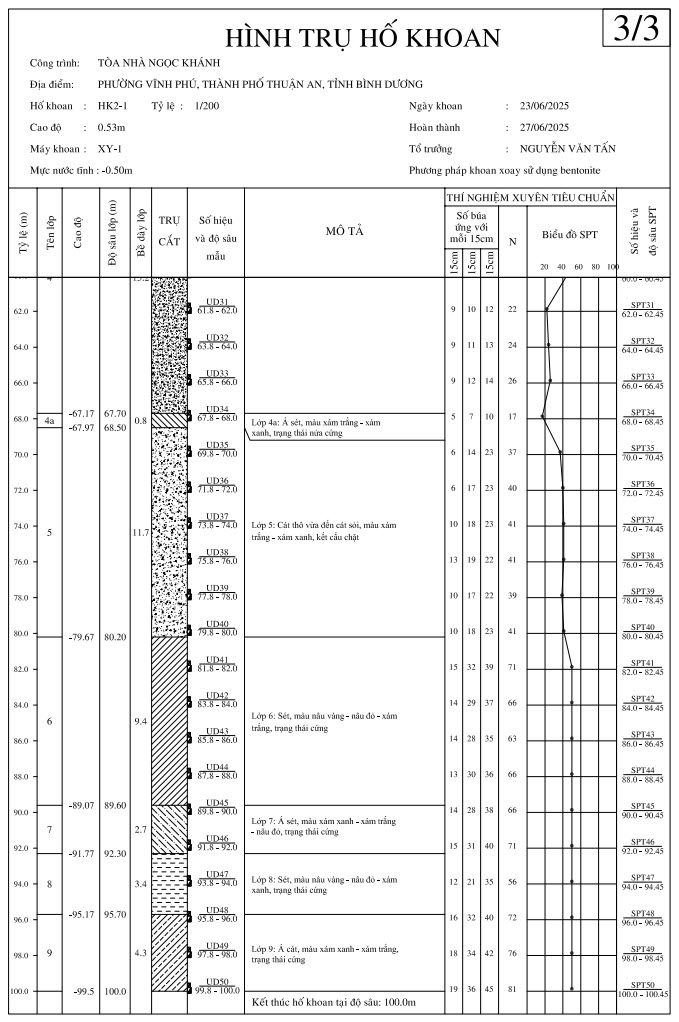 3/3
HÌNH TRỤ HỐ KHOAN
Công trình: TÒA NHÀ NGỌC KHÁNH
Địa điểm: PHƯỜNG VĨNH PHÚ, THÀNH PHỐ THUẬN AN, TỈNH BÌNH DƯƠNG
Hố khoan : HK2-1 Tỷ lệ : 1/200 Ngày khoan : 23/06/2025
Cao độ : 0.53m Hoàn thành : 27/06/2025
Máy khoan : XY-1 Tổ trưởng : NGUYỄN VĂN TẤN
Mực nước tĩnh : -0.50m Phương pháp khoan xoay sử dụng bentonite
Tỷ lệ (m) Tên lớp Cao độ Độ sâu lớp (m) Bề dày lớp TRỤ CẮT Số hiệu và độ sâu mẫu MÔ TẢ THÍ NGHIỆM XUYÊN TIÊU CHUẨN Số hiệu và độ sâu SPT
Số búa ứng với mỗi 15cm N Biểu đồ SPT
15cm 15cm 15cm 20 40 60 80 100
60.0 - 60.45
UD31 SPT31
62.0 61.8 - 62.0 9 10 12 22 62.0 - 62.45
UD32 SPT32
64.0 63.8 - 64.0 9 11 13 24 64.0 - 64.45
UD33 SPT33
66.0 65.8 - 66.0 9 12 14 26 66.0 - 66.45
-67.17 67.70 UD34 SPT34
68.0 4a 0.8 67.8 - 68.0 Lớp 4a: Á sét, màu xám trắng - xám 5 7 10 17 68.0 - 68.45
-67.97 68.50 xanh, trạng thái nửa cứng
UD35 SPT35
70.0 69.8 - 70.0 6 14 23 37 70.0 - 70.45
UD36 SPT36
72.0 71.8 - 72.0 6 17 23 40 72.0 - 72.45
UD37 SPT37
74.0 73.8 - 74.0 Lớp 5: Cát thô vừa đến cát sỏi, màu xám 10 18 23 41 74.0 - 74.45
5 11.7 trắng - xám xanh, kết cấu chặt
UD38 SPT38
76.0 75.8 - 76.0 13 19 22 41 76.0 - 76.45
UD39 SPT39
78.0 77.8 - 78.0 10 17 22 39 78.0 - 78.45
UD40 SPT40
80.0 79.8 - 80.0 10 18 23 41 80.0 - 80.45
-79.67 80.20
UD41 SPT41
82.0 81.8 - 82.0 15 32 39 71 82.0 - 82.45
UD42 SPT42
84.0 83.8 - 84.0 14 29 37 66 84.0 - 84.45
6 9.4 Lớp 6: Sét, màu nâu vàng - nâu đỏ - xám
trắng, trạng thái cứng
UD43 SPT43
86.0 85.8 - 86.0 14 28 35 63 86.0 - 86.45
UD44 SPT44
88.0 87.8 - 88.0 13 30 36 66 88.0 - 88.45
-89.07 89.60 UD45 SPT45
90.0 89.8 - 90.0 14 28 38 66 90.0 - 90.45
7 2.7 Lớp 7: Á sét, màu xám xanh - xám trắng
- nâu đỏ, trạng thái cứng
UD46 SPT46
92.0 91.8 - 92.0 15 31 40 71 92.0 - 92.45
-91.77 92.30
UD47 SPT47
94.0 8 3.4 93.8 - 94.0 Lớp 8: Sét, màu nâu vàng - nâu đỏ - xám 12 21 35 56 94.0 - 94.45
xanh, trạng thái cứng
-95.17 95.70 UD48 SPT48
96.0 95.8 - 96.0 16 32 40 72 96.0 - 96.45
UD49 SPT49
98.0 9 4.3 97.8 - 98.0 Lớp 9: Á cát, màu xám xanh - xám trắng, 18 34 42 76 98.0 - 98.45
trạng thái cứng
UD50 SPT50
100.0 -99.5 100.0 99.8 - 100.0 19 36 45 81 100.0 - 100.45
Kết thúc hố khoan tại độ sâu: 100.0m